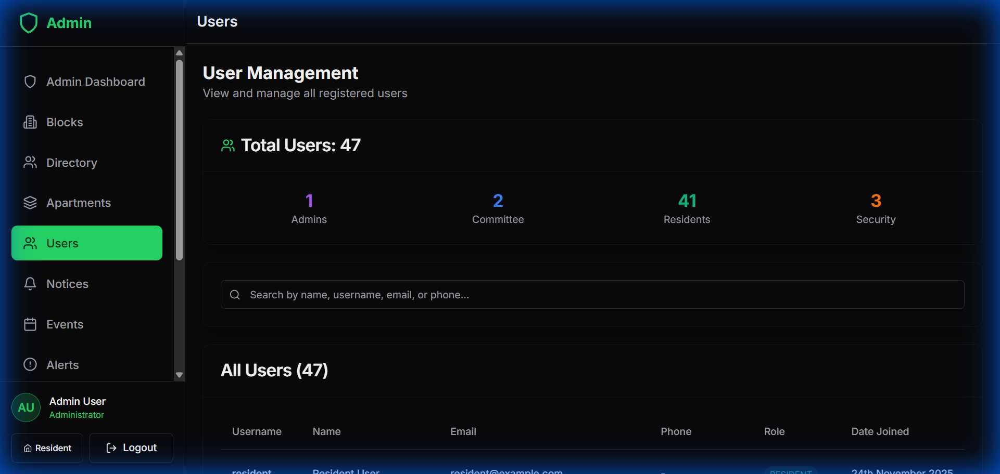 Admin
Users
Admin Dashboard
Blocks
Directory
Apartments
Users
Notices
Events
Alerts
AU
Admin User
Administrator
Resident
Logout
User Management
View and manage all registered users
Total Users: 47
1 2 41 3
Admins Committee Residents Security
Search by name, username, email, or phone...
All Users (47)
Username Name Email Phone Role Date Joined
resident Resident User resident@example.com - RESIDENT 24th November 2025